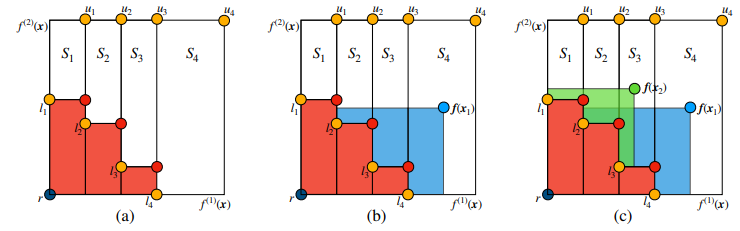 u₁ u₂ u₃ u₄
f⁽²⁾(x)
S₁ S₂ S₃ S₄
l₁
l₂
l₃
r l₄ f⁽¹⁾(x)
(a)
u₁ u₂ u₃ u₄
f⁽²⁾(x)
S₁ S₂ S₃ S₄
l₁ f(x₁)
l₂
l₃
r l₄ f⁽¹⁾(x)
(b)
u₁ u₂ u₃ u₄
f⁽²⁾(x)
S₁ S₂ S₃ S₄
f(x₂)
l₁ f(x₁)
l₂
l₃
r l₄ f⁽¹⁾(x)
(c)